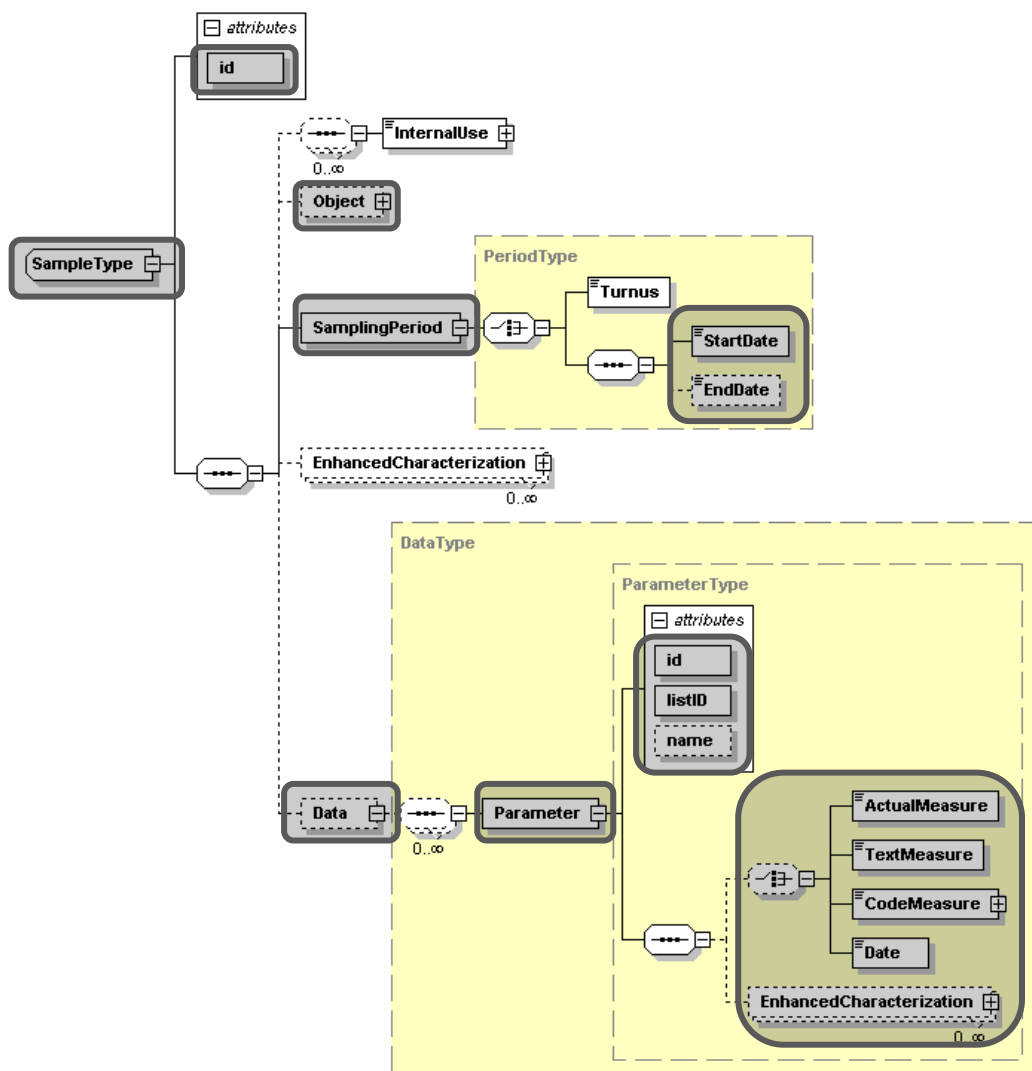 attributes
id
InternalUse
0..∞
Object
SampleType
PeriodType
Turnus
SamplingPeriod
StartDate
EndDate
EnhancedCharacterization
0..∞
DataType
ParameterType
attributes
id
listID
name
Data
0..∞
Parameter
ActualMeasure
TextMeasure
CodeMeasure
Date
EnhancedCharacterization
0..∞